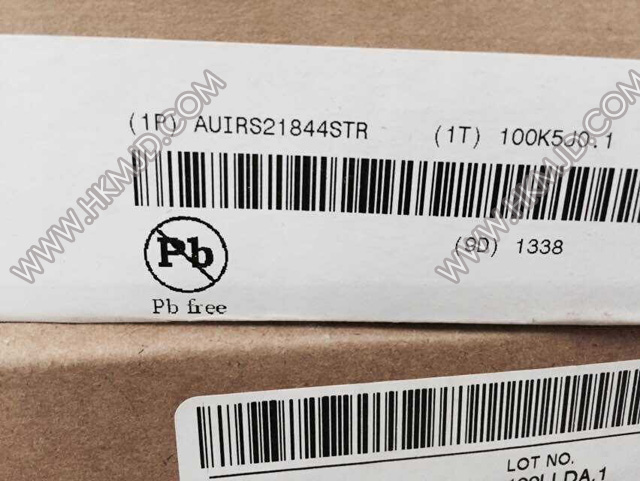 (1P) AUIRS21844STR (1T) 100K5J0.1
(9D) 1338
Pb
Pb free
WWW.HKMJD.COM
WWW.HKMJD.COM
LOT NO.